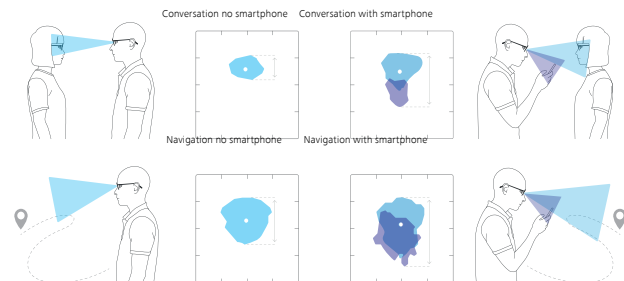 Conversation no smartphone
Conversation with smartphone
Navigation no smartphone
Navigation with smartphone